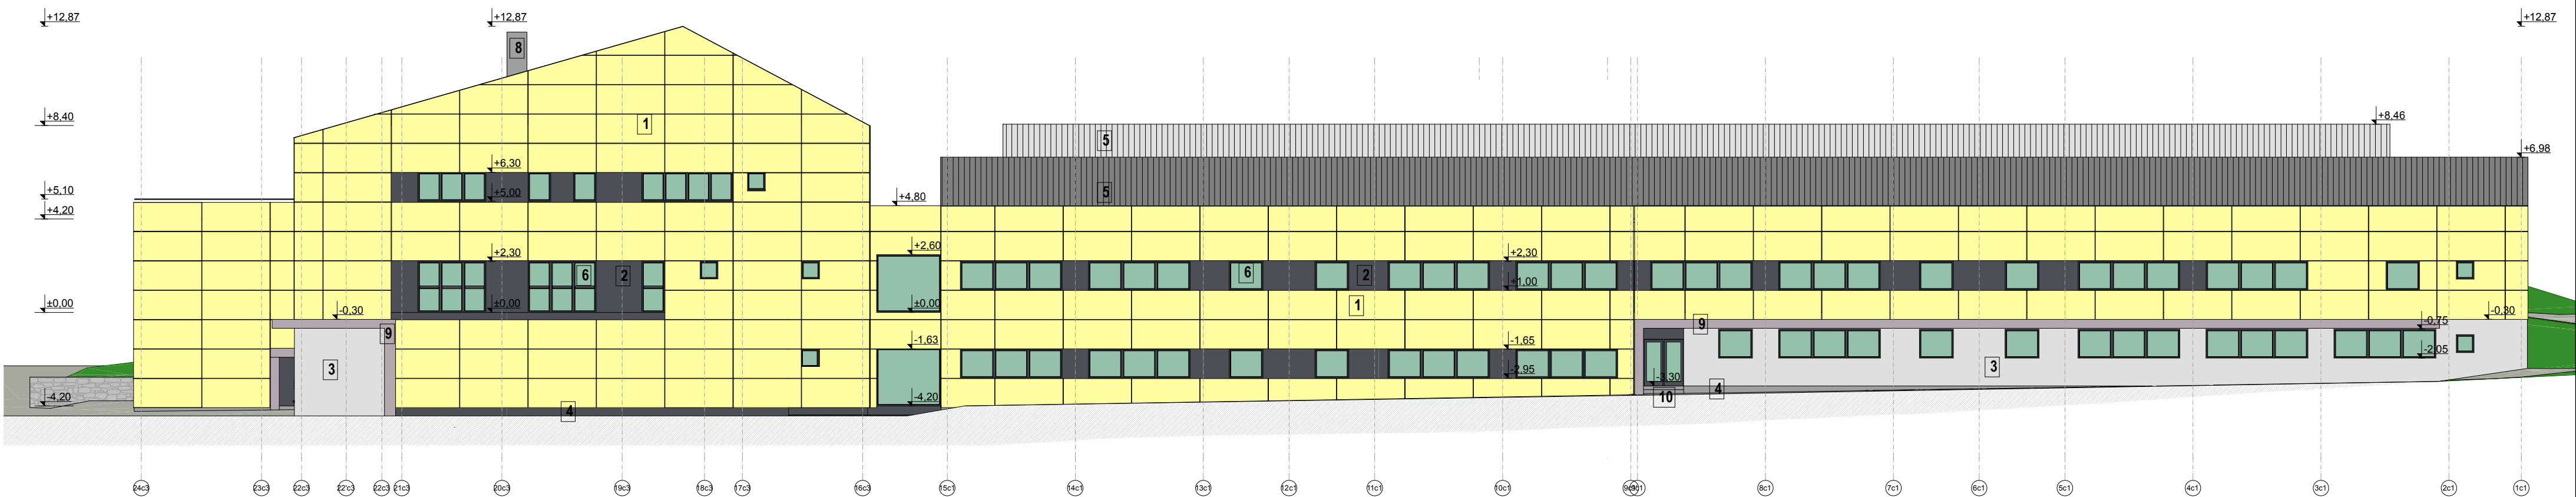 +12,87
+12,87
+12,87
8
+8,40
1
5
+8,46
+6,98
+6,30
+5,10
+5,00
5
+4,80
+4,20
+2,60
+2,30
+2,30
6
2
6
2
+1,00
±0,00
±0,00
±0,00
1
-0,30
-0,30
9
9
-0,75
-1,63
-1,65
-2,05
3
3
-2,95
-3,30
4
10
-4,20
-4,20
4
24c3
23c3
22c3
22'c3
22c3
21c3
20c3
19c3
18c3
17c3
16c3
15c1
14c1
13c1
12c1
11c1
10c1
8c1
7c1
6c1
5c1
4c1
3c1
2c1
1c1